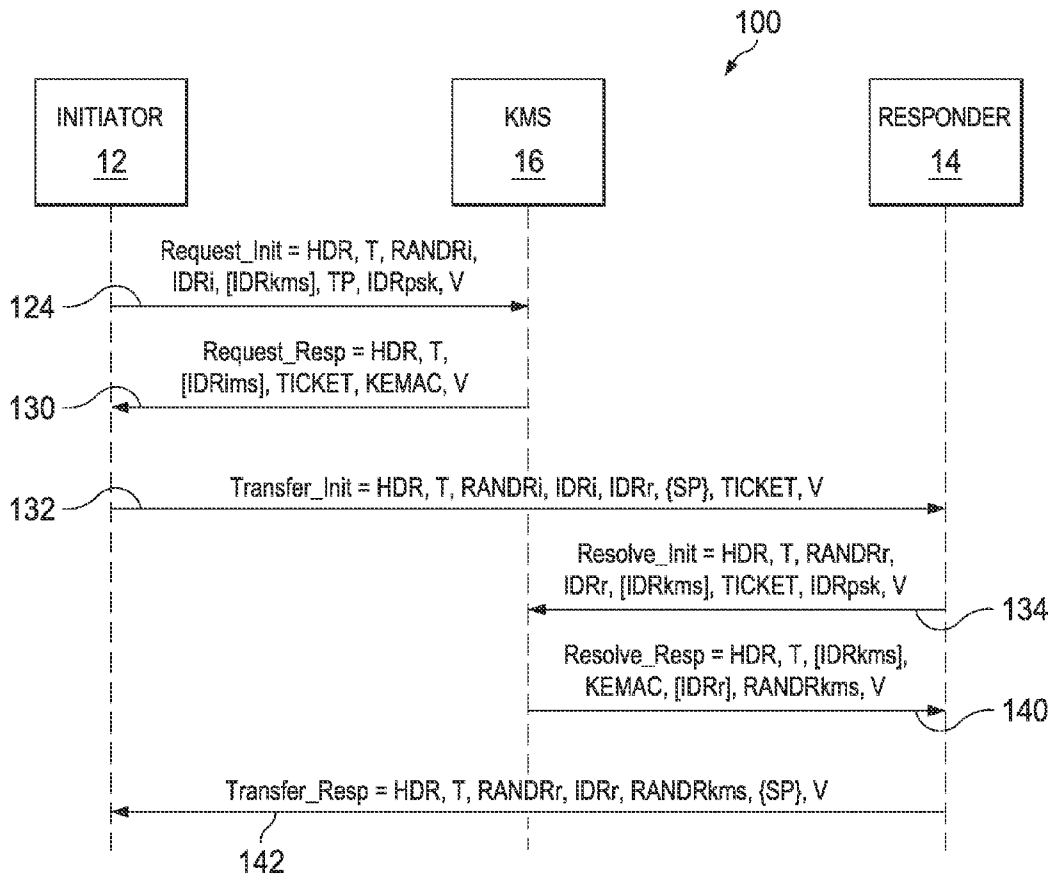 100
INITIATOR
12
KMS
16
RESPONDER
14
Request_Init = HDR, T, RANDRi,
IDRi, [IDRkms], TP, IDRpsk, V
124
Request_Resp = HDR, T,
[IDRims], TICKET, KEMAC, V
130
Transfer_Init = HDR, T, RANDRi, IDRi, IDRr, {SP}, TICKET, V
132
Resolve_Init = HDR, T, RANDRr,
IDRr, [IDRkms], TICKET, IDRpsk, V
134
Resolve_Resp = HDR, T, [IDRkms],
KEMAC, [IDRr], RANDRkms, V
140
Transfer_Resp = HDR, T, RANDRr, IDRr, RANDRkms, {SP}, V
142